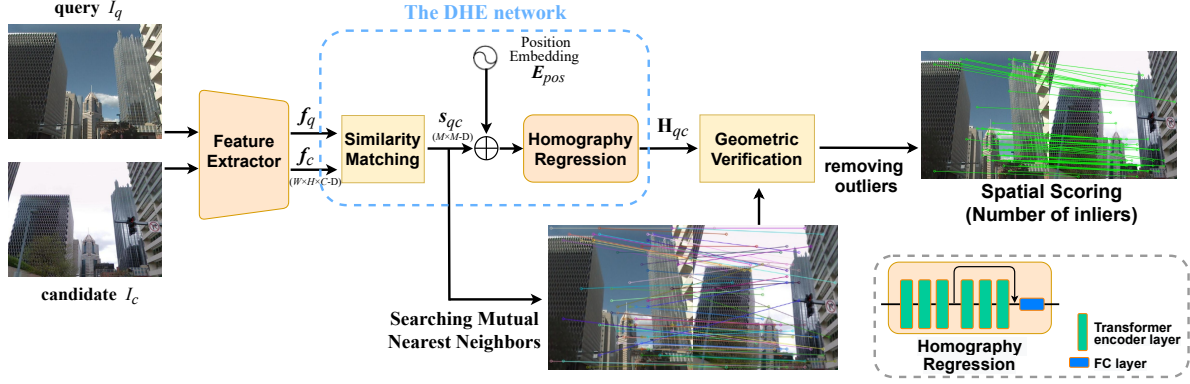 query I_q
The DHE network
Position
Embedding
E_pos
Feature
Extractor
f_q
f_c
(W×H×C-D)
Similarity
Matching
s_qc
(M×M-D)
Homography
Regression
H_qc
Geometric
Verification
removing
outliers
Spatial Scoring
(Number of inliers)
candidate I_c
Searching Mutual
Nearest Neighbors
Homography
Regression
Transformer
encoder layer
FC layer